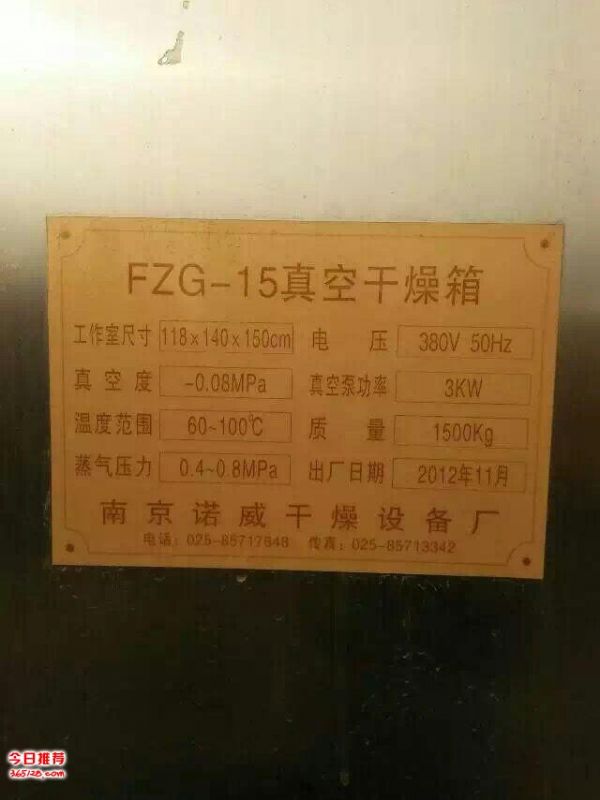 FZG-15真空干燥箱
工作室尺寸 118×140×150cm 电 压 380V 50Hz
真空度 -0.08MPa 真空泵功率 3KW
温度范围 60~100℃ 质 量 1500Kg
蒸气压力 0.4~0.8MPa 出厂日期 2012年11月
南京诺威干燥设备厂
电话：025-85717648 传真：025-85713342
今日推荐
365128.com